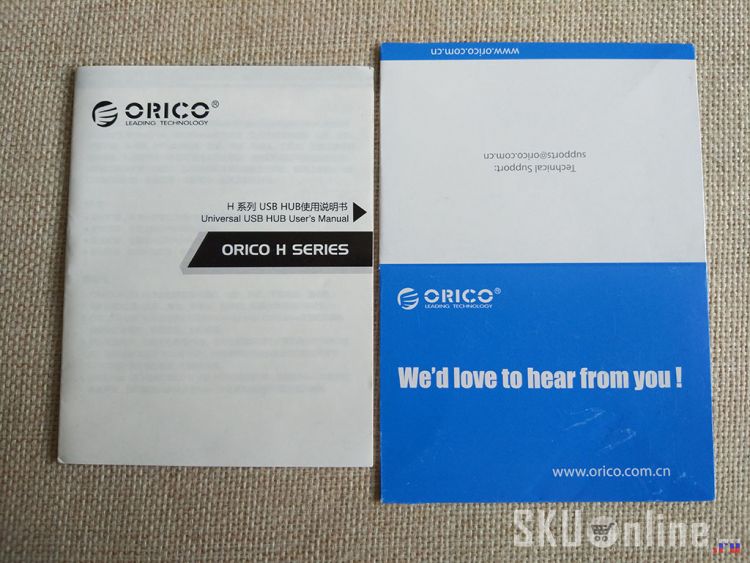 ORICO®
LEADING TECHNOLOGY
H 系列 USB HUB使用说明书
Universal USB HUB User's Manual
ORICO H SERIES
www.orico.com.cn
Technical Support:
supports@orico.com.cn
ORICO®
LEADING TECHNOLOGY
We'd love to hear from you !
www.orico.com.cn
SKUOnline